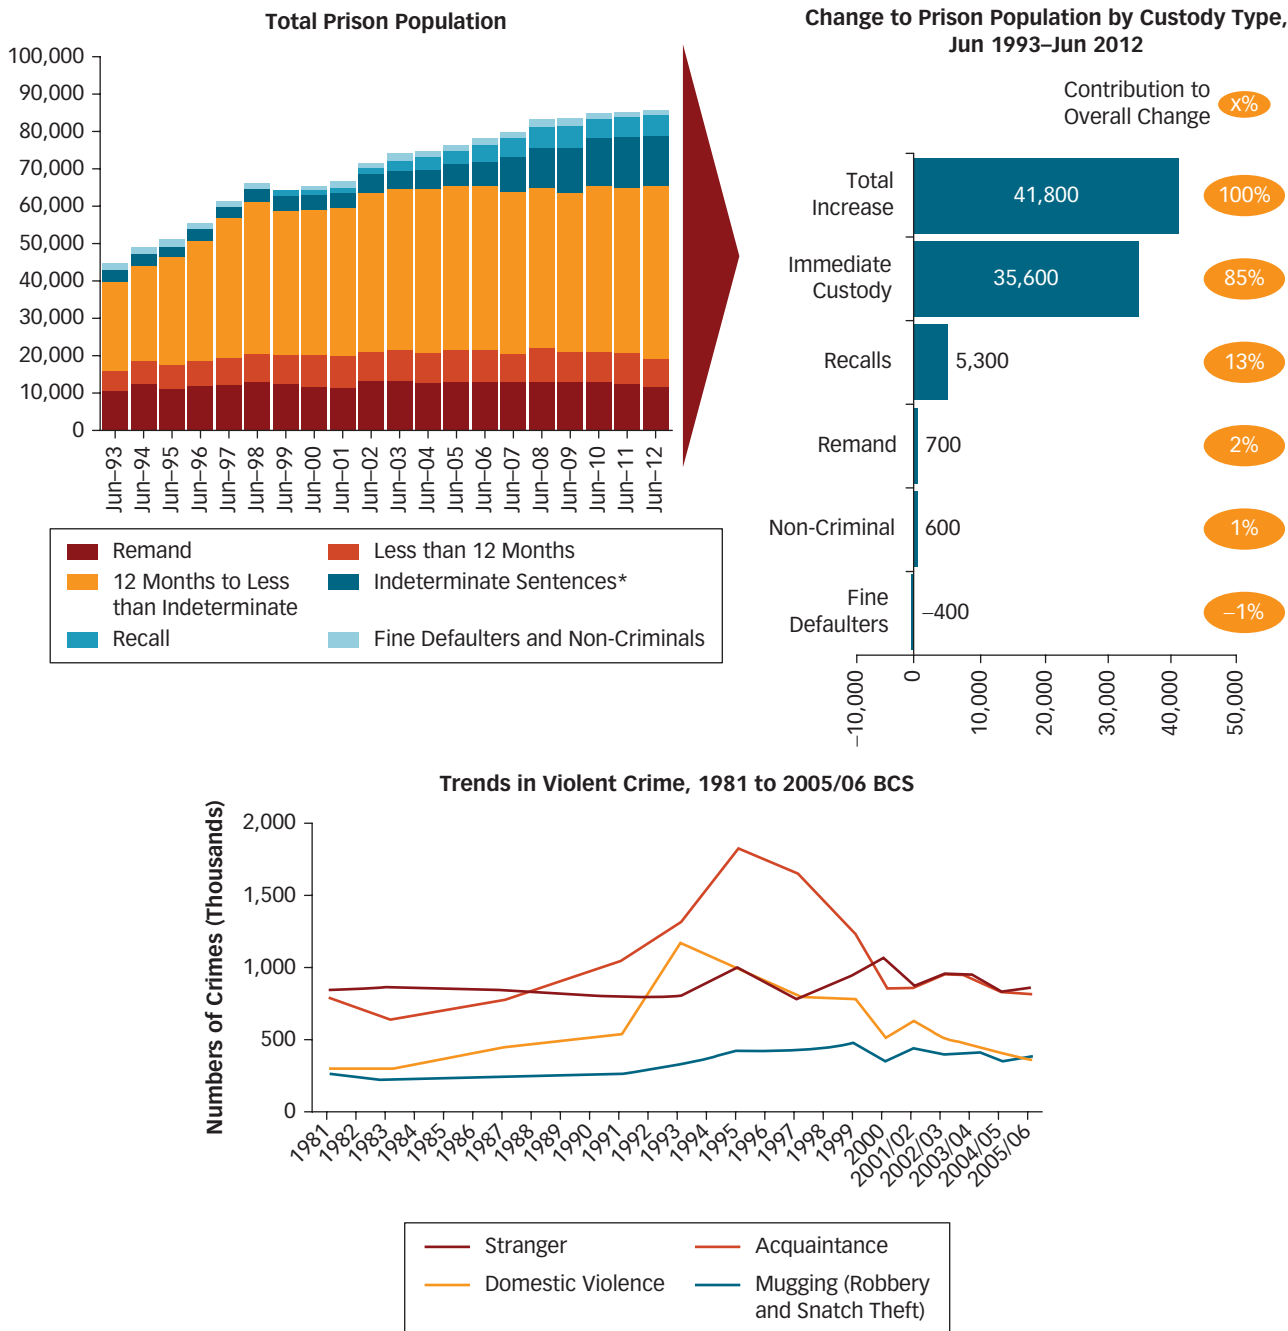 Total Prison Population
100,000
90,000
80,000
70,000
60,000
50,000
40,000
30,000
20,000
10,000
0
Jun–93
Jun–94
Jun–95
Jun–96
Jun–97
Jun–98
Jun–99
Jun–00
Jun–01
Jun–02
Jun–03
Jun–04
Jun–05
Jun–06
Jun–07
Jun–08
Jun–09
Jun–10
Jun–11
Jun–12
Remand
Less than 12 Months
12 Months to Less
than Indeterminate
Indeterminate Sentences*
Recall
Fine Defaulters and Non-Criminals
Change to Prison Population by Custody Type,
Jun 1993–Jun 2012
Contribution to
Overall Change
x%
Total
Increase
41,800
100%
Immediate
Custody
35,600
85%
Recalls
5,300
13%
Remand
700
2%
Non-Criminal
600
1%
Fine
Defaulters
–400
–1%
–10,000
0
10,000
20,000
30,000
40,000
50,000
Trends in Violent Crime, 1981 to 2005/06 BCS
Numbers of Crimes (Thousands)
2,000
1,500
1,000
500
0
1981
1982
1983
1984
1985
1986
1987
1988
1989
1990
1991
1992
1993
1994
1995
1996
1997
1998
1999
2000
2001/02
2002/03
2003/04
2004/05
2005/06
Stranger
Acquaintance
Domestic Violence
Mugging (Robbery
and Snatch Theft)